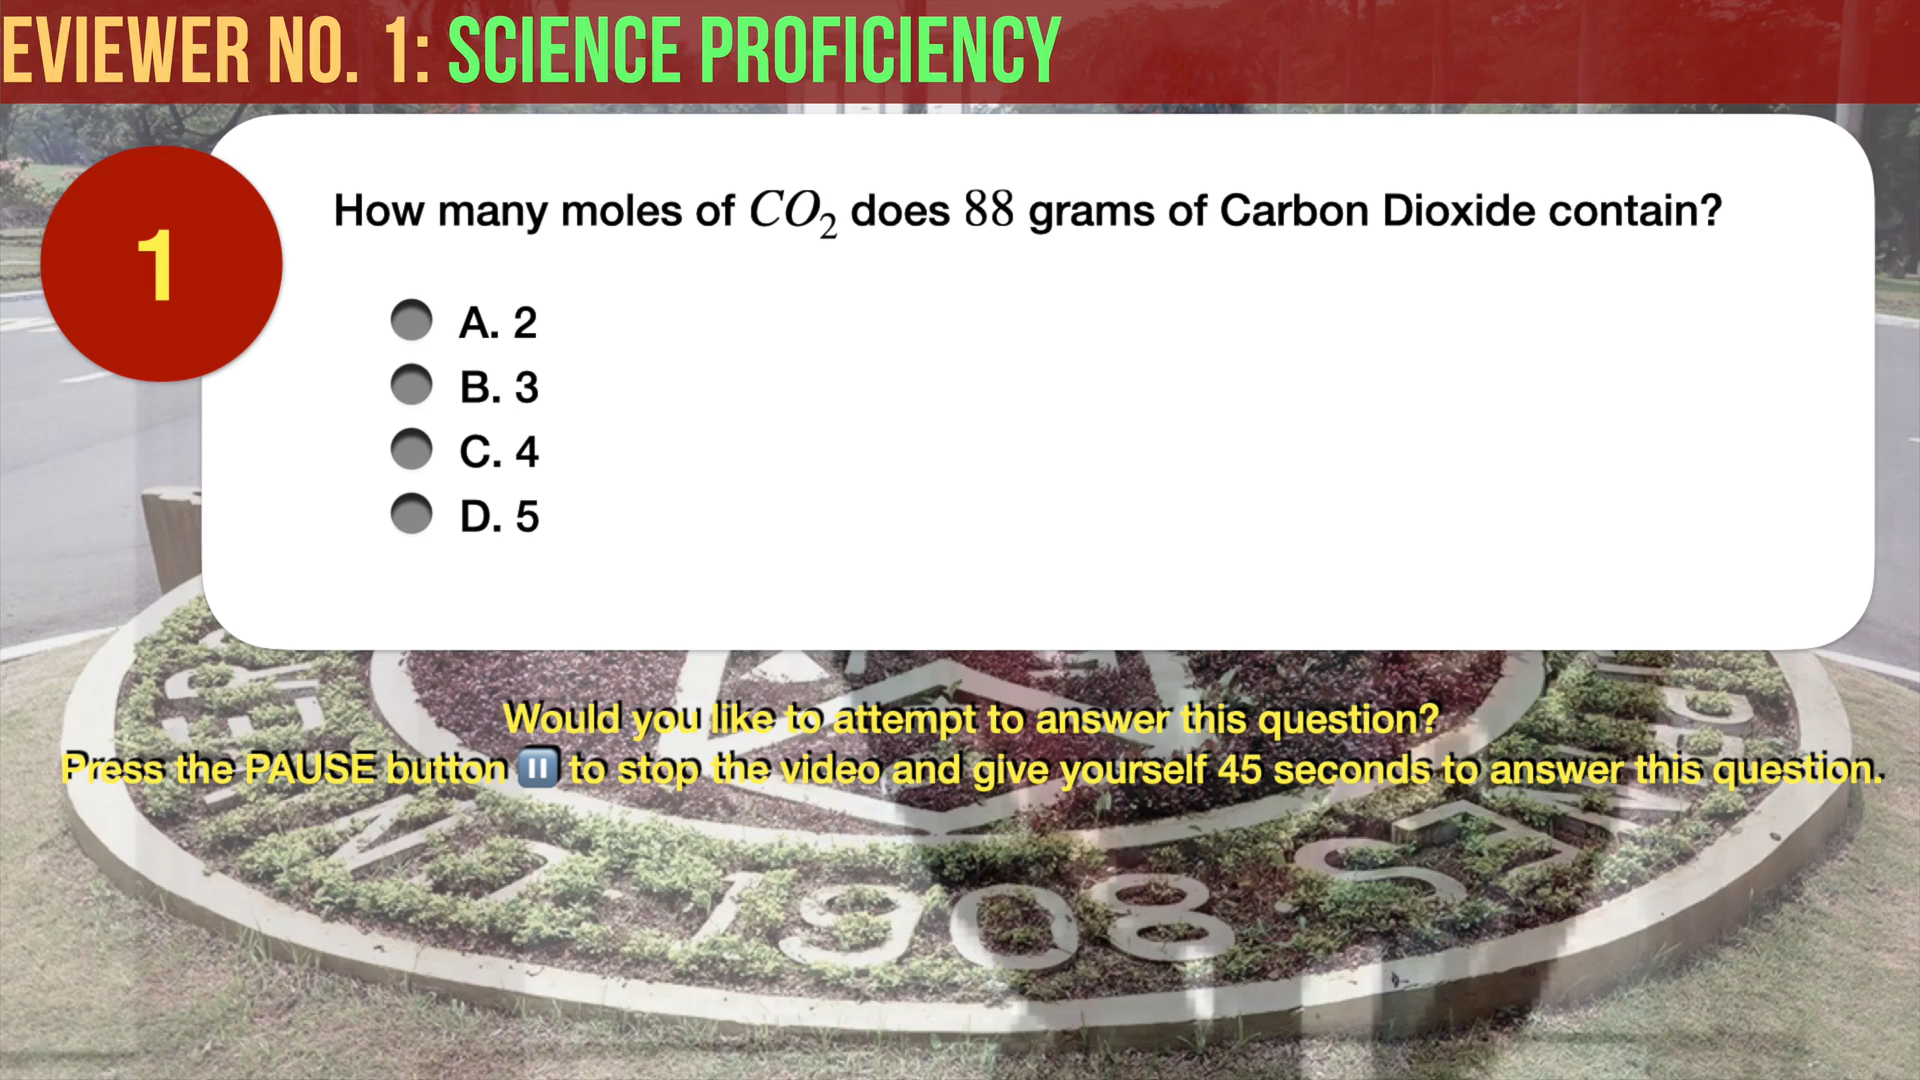 EVIEWER NO. 1: SCIENCE PROFICIENCY
1
How many moles of CO₂ does 88 grams of Carbon Dioxide contain?
A. 2
B. 3
C. 4
D. 5
Would you like to attempt to answer this question?
Press the PAUSE button ⏸ to stop the video and give yourself 45 seconds to answer this question.
1908